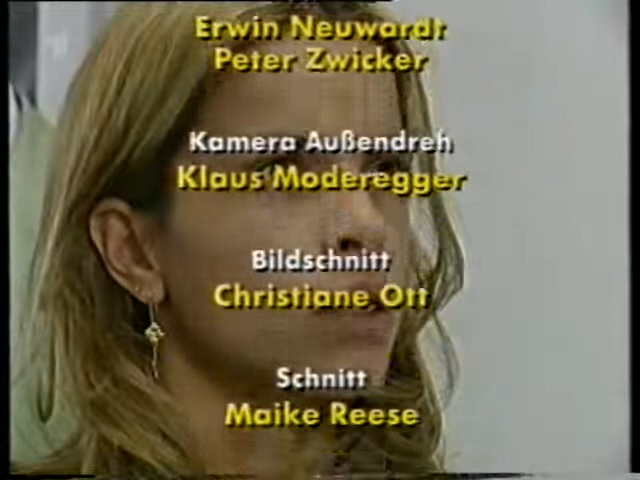 Erwin Neuwardt
Peter Zwicker
Kamera Außendreh
Klaus Moderegger
Bildschnitt
Christiane Ott
Schnitt
Maike Reese